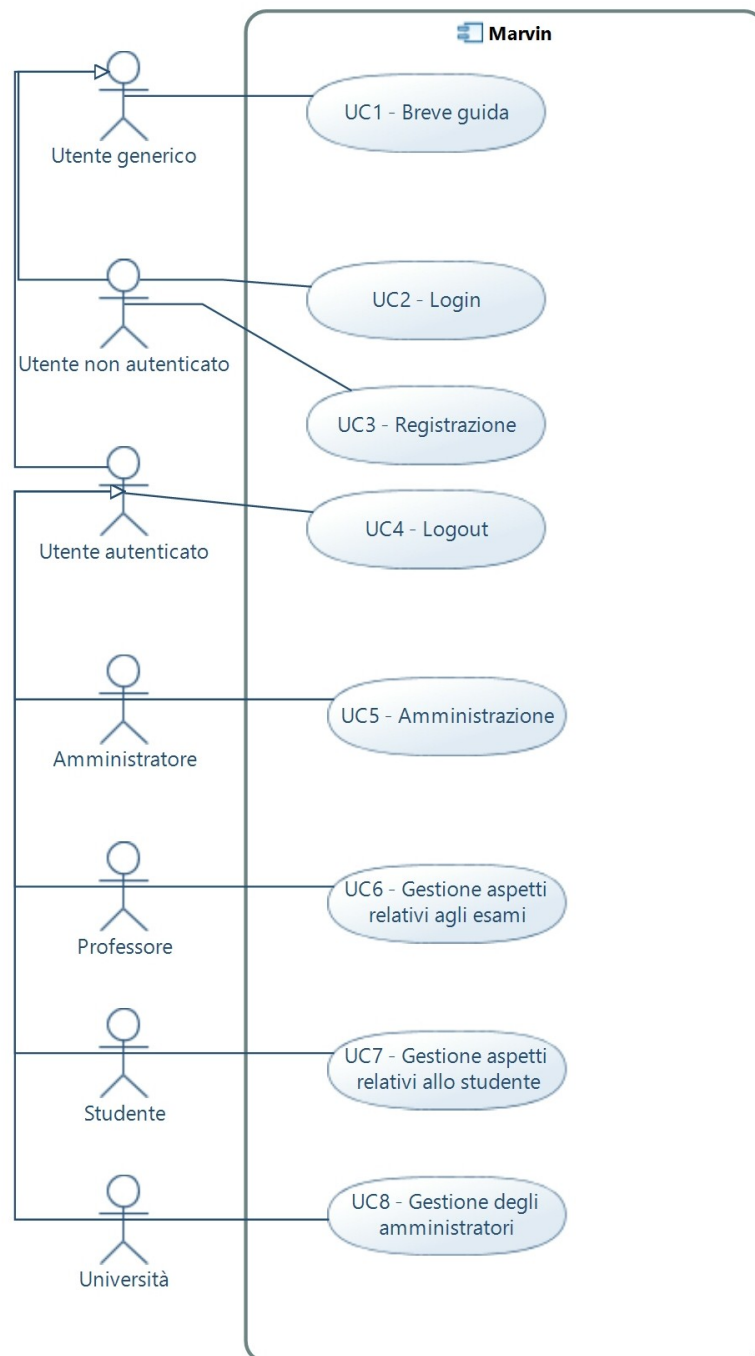 Marvin
Utente generico
UC1 - Breve guida
Utente non autenticato
UC2 - Login
UC3 - Registrazione
Utente autenticato
UC4 - Logout
Amministratore
UC5 - Amministrazione
Professore
UC6 - Gestione aspetti
relativi agli esami
Studente
UC7 - Gestione aspetti
relativi allo studente
Università
UC8 - Gestione degli
amministratori